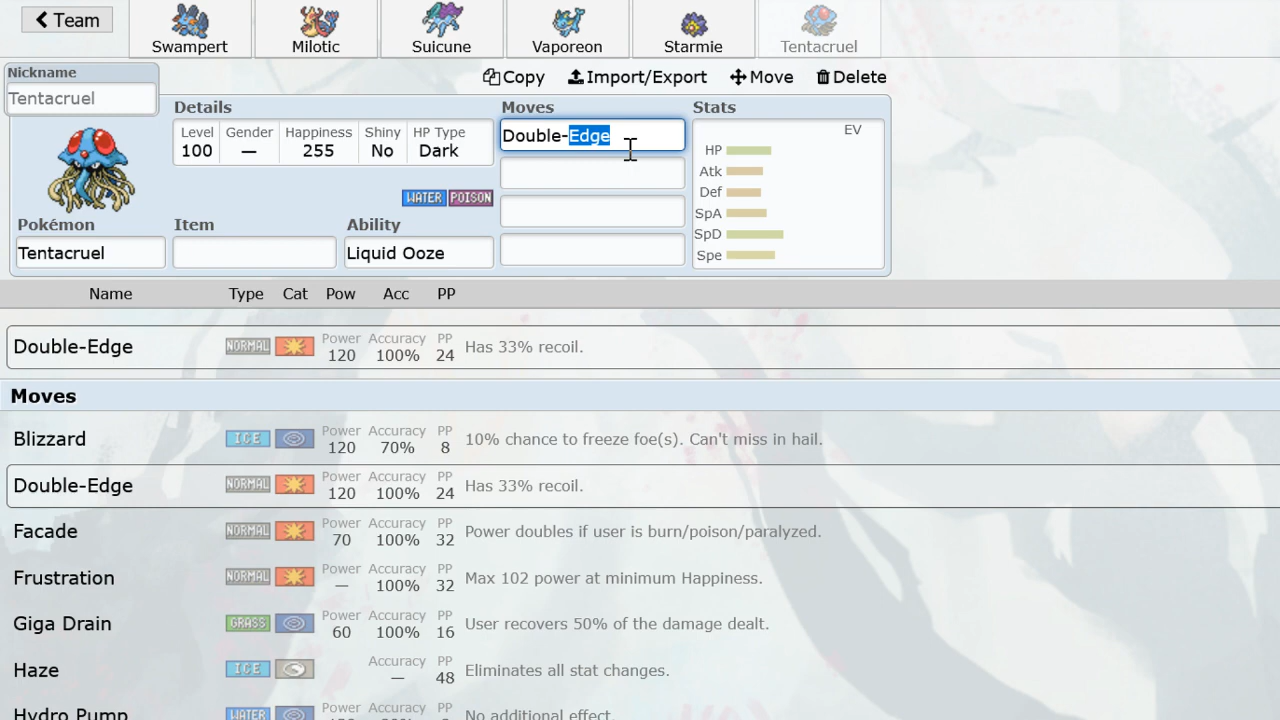 Team
Swampert
Milotic
Suicune
Vaporeon
Starmie
Tentacruel
Nickname
Tentacruel
Copy
Import/Export
Move
Delete
Details
Moves
Stats
Level Gender Happiness Shiny HP Type
100 — 255 No Dark
Double-Edge
EV
HP
Atk
Def
SpA
SpD
Spe
WATER POISON
Pokémon Item Ability
Tentacruel Liquid Ooze
Name Type Cat Pow Acc PP
Double-Edge NORMAL Power 120 Accuracy 100% PP 24 Has 33% recoil.
Moves
Blizzard ICE Power 120 Accuracy 70% PP 8 10% chance to freeze foe(s). Can't miss in hail.
Double-Edge NORMAL Power 120 Accuracy 100% PP 24 Has 33% recoil.
Facade NORMAL Power 70 Accuracy 100% PP 32 Power doubles if user is burn/poison/paralyzed.
Frustration NORMAL Power — Accuracy 100% PP 32 Max 102 power at minimum Happiness.
Giga Drain GRASS Power 60 Accuracy 100% PP 16 User recovers 50% of the damage dealt.
Haze ICE Accuracy — PP 48 Eliminates all stat changes.
Hydro Pump WATER Power Accuracy PP No additional effect.